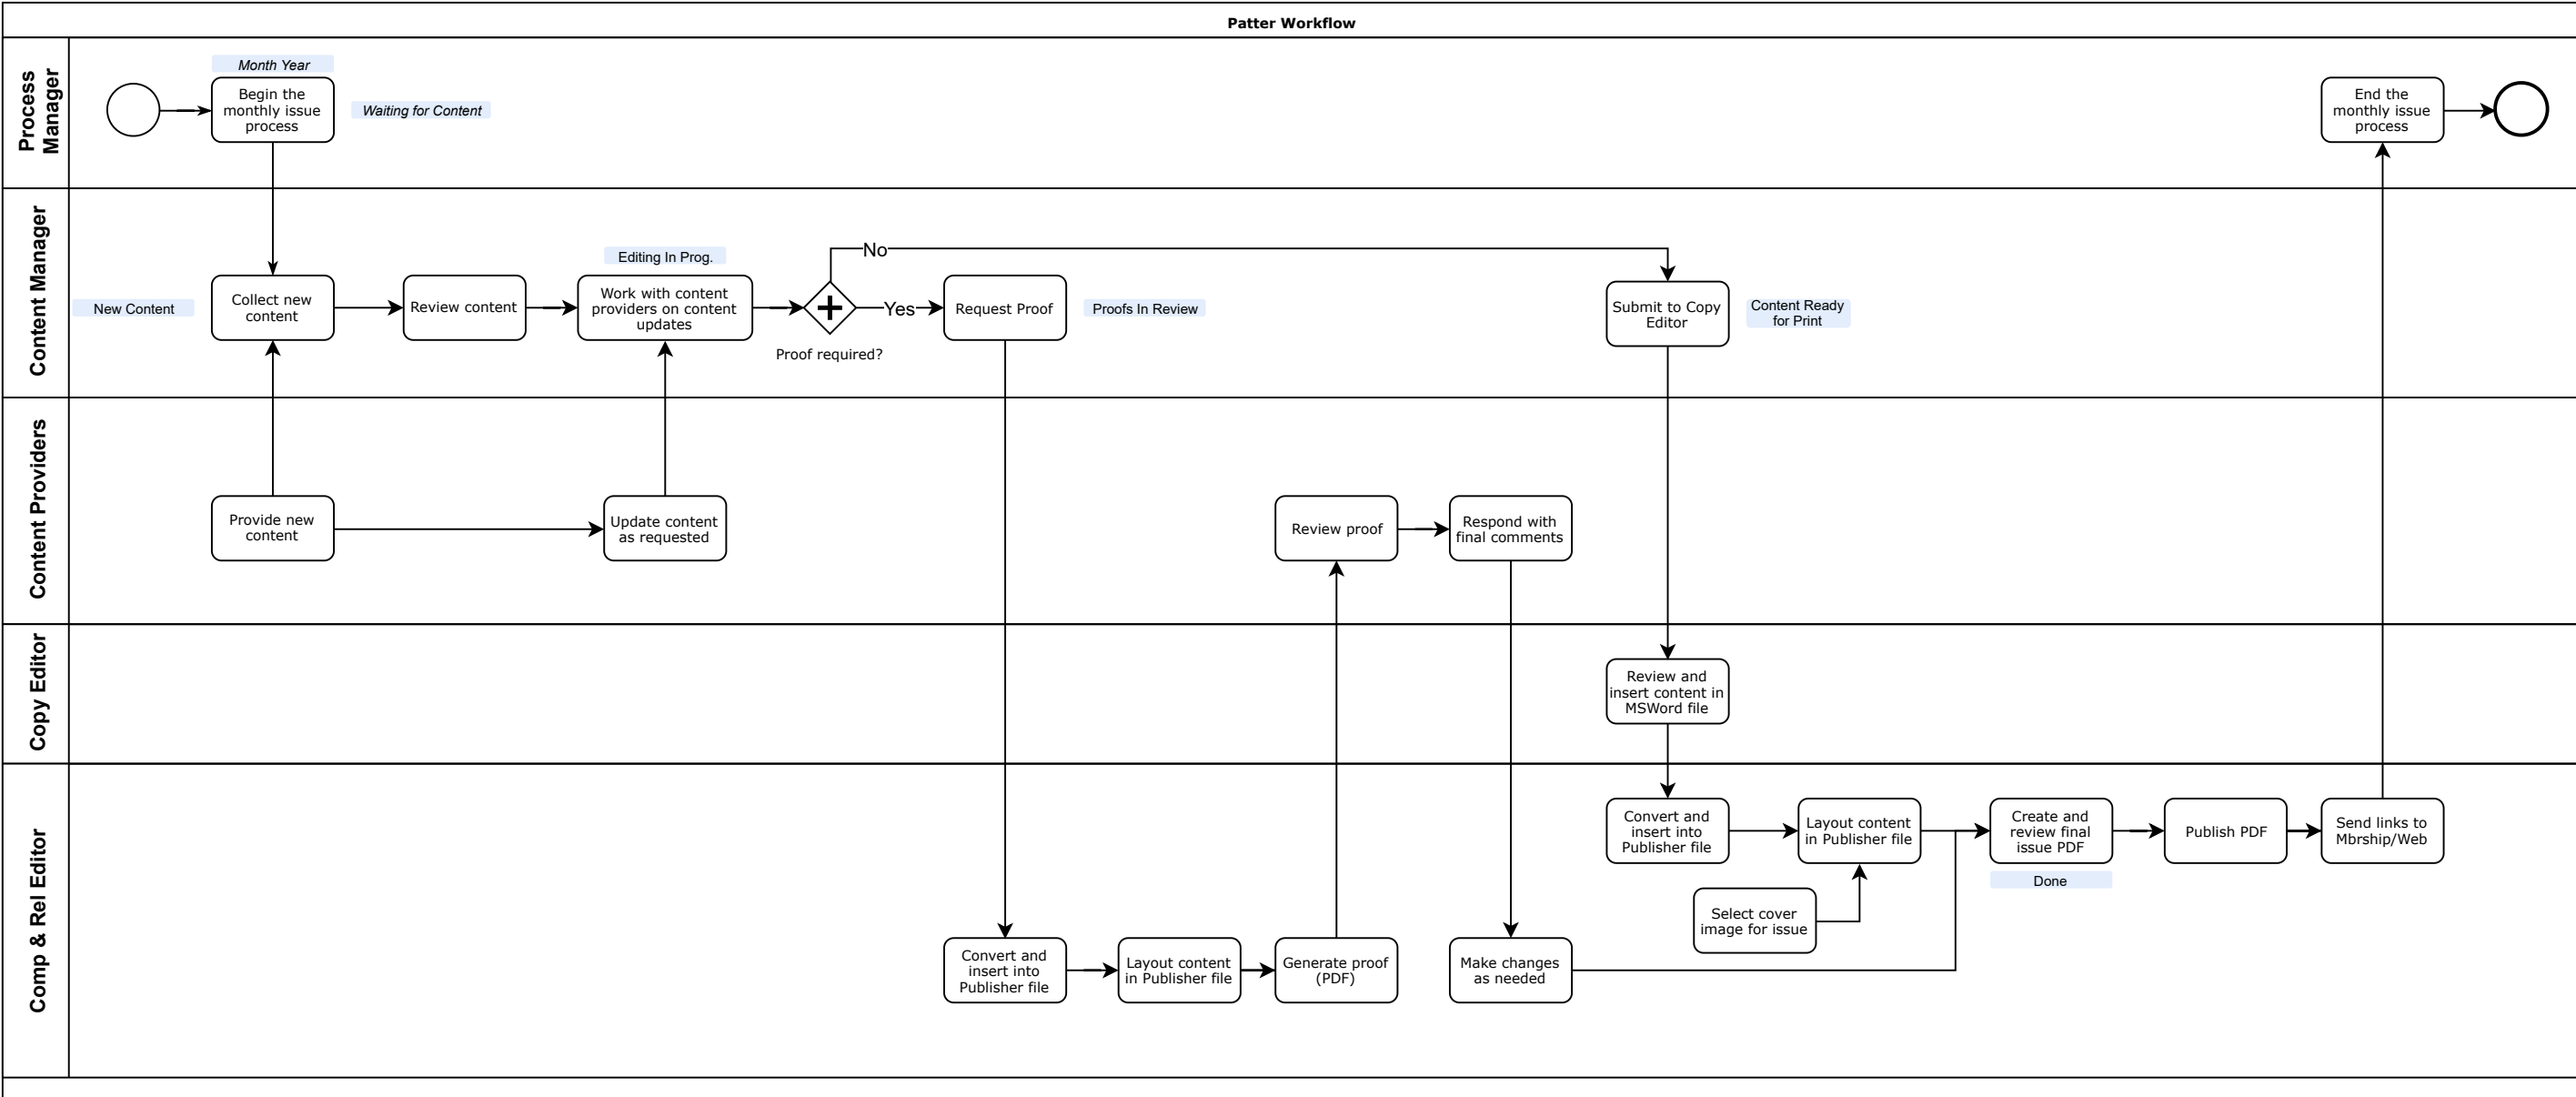 Patter Workflow
Process
Manager
Month Year
Begin the
monthly issue
process
Waiting for Content
End the
monthly issue
process
Content Manager
New Content
Collect new
content
Review content
Editing In Prog.
Work with content
providers on content
updates
Proof required?
No
Yes
Request Proof
Proofs In Review
Submit to Copy
Editor
Content Ready
for Print
Content Providers
Provide new
content
Update content
as requested
Review proof
Respond with
final comments
Copy Editor
Review and
insert content in
MSWord file
Comp & Rel Editor
Convert and
insert into
Publisher file
Layout content
in Publisher file
Generate proof
(PDF)
Make changes
as needed
Convert and
insert into
Publisher file
Layout content
in Publisher file
Select cover
image for issue
Create and
review final
issue PDF
Done
Publish PDF
Send links to
Mbrship/Web